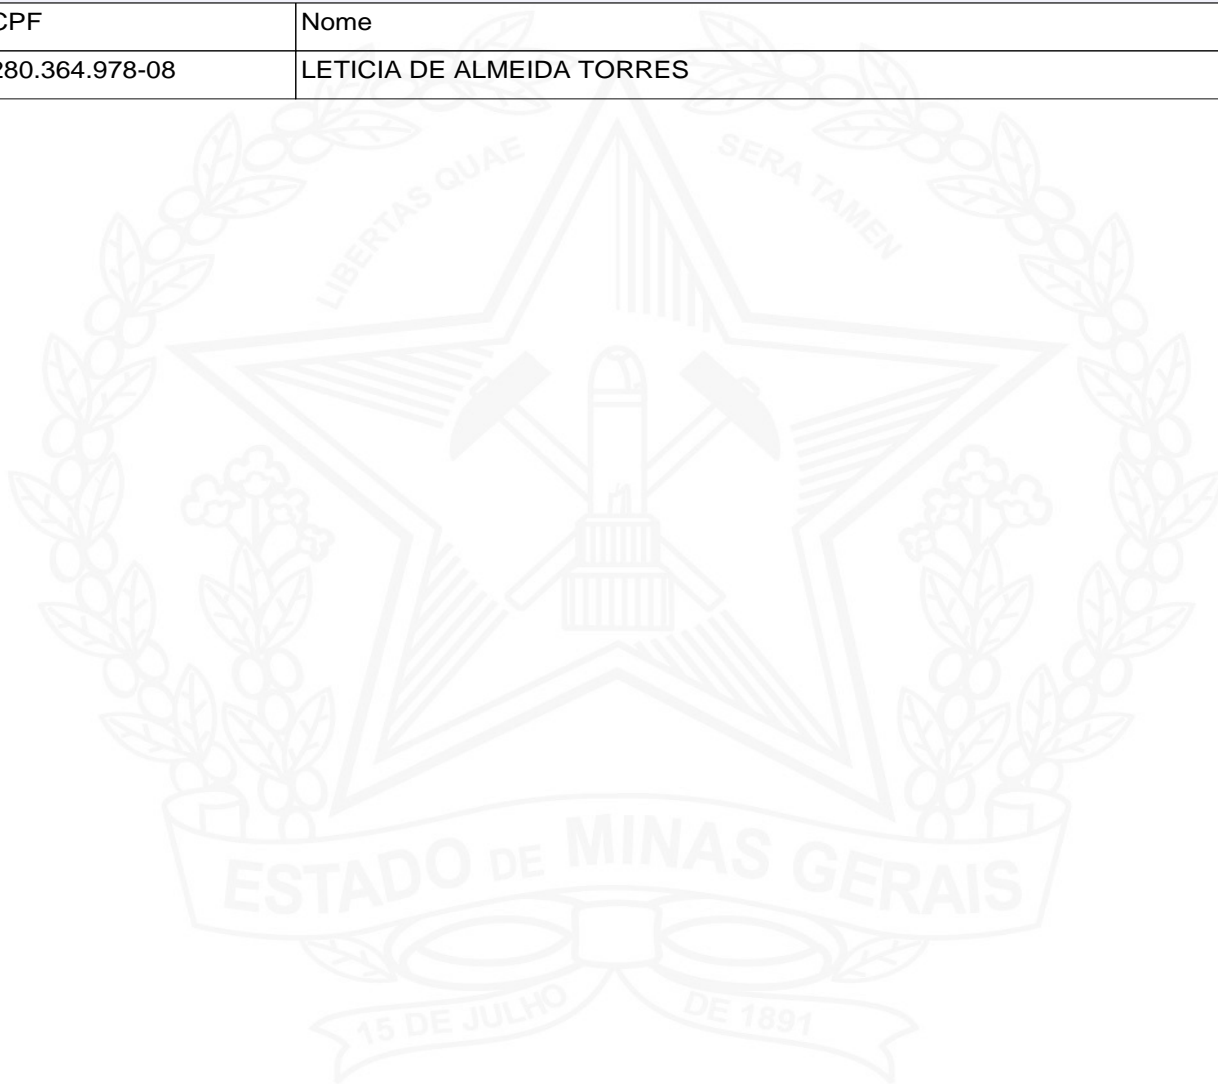 CPF Nome
280.364.978-08 LETICIA DE ALMEIDA TORRES
LIBERTAS QUAE SERA TAMEN
ESTADO DE MINAS GERAIS
15 DE JULHO DE 1891